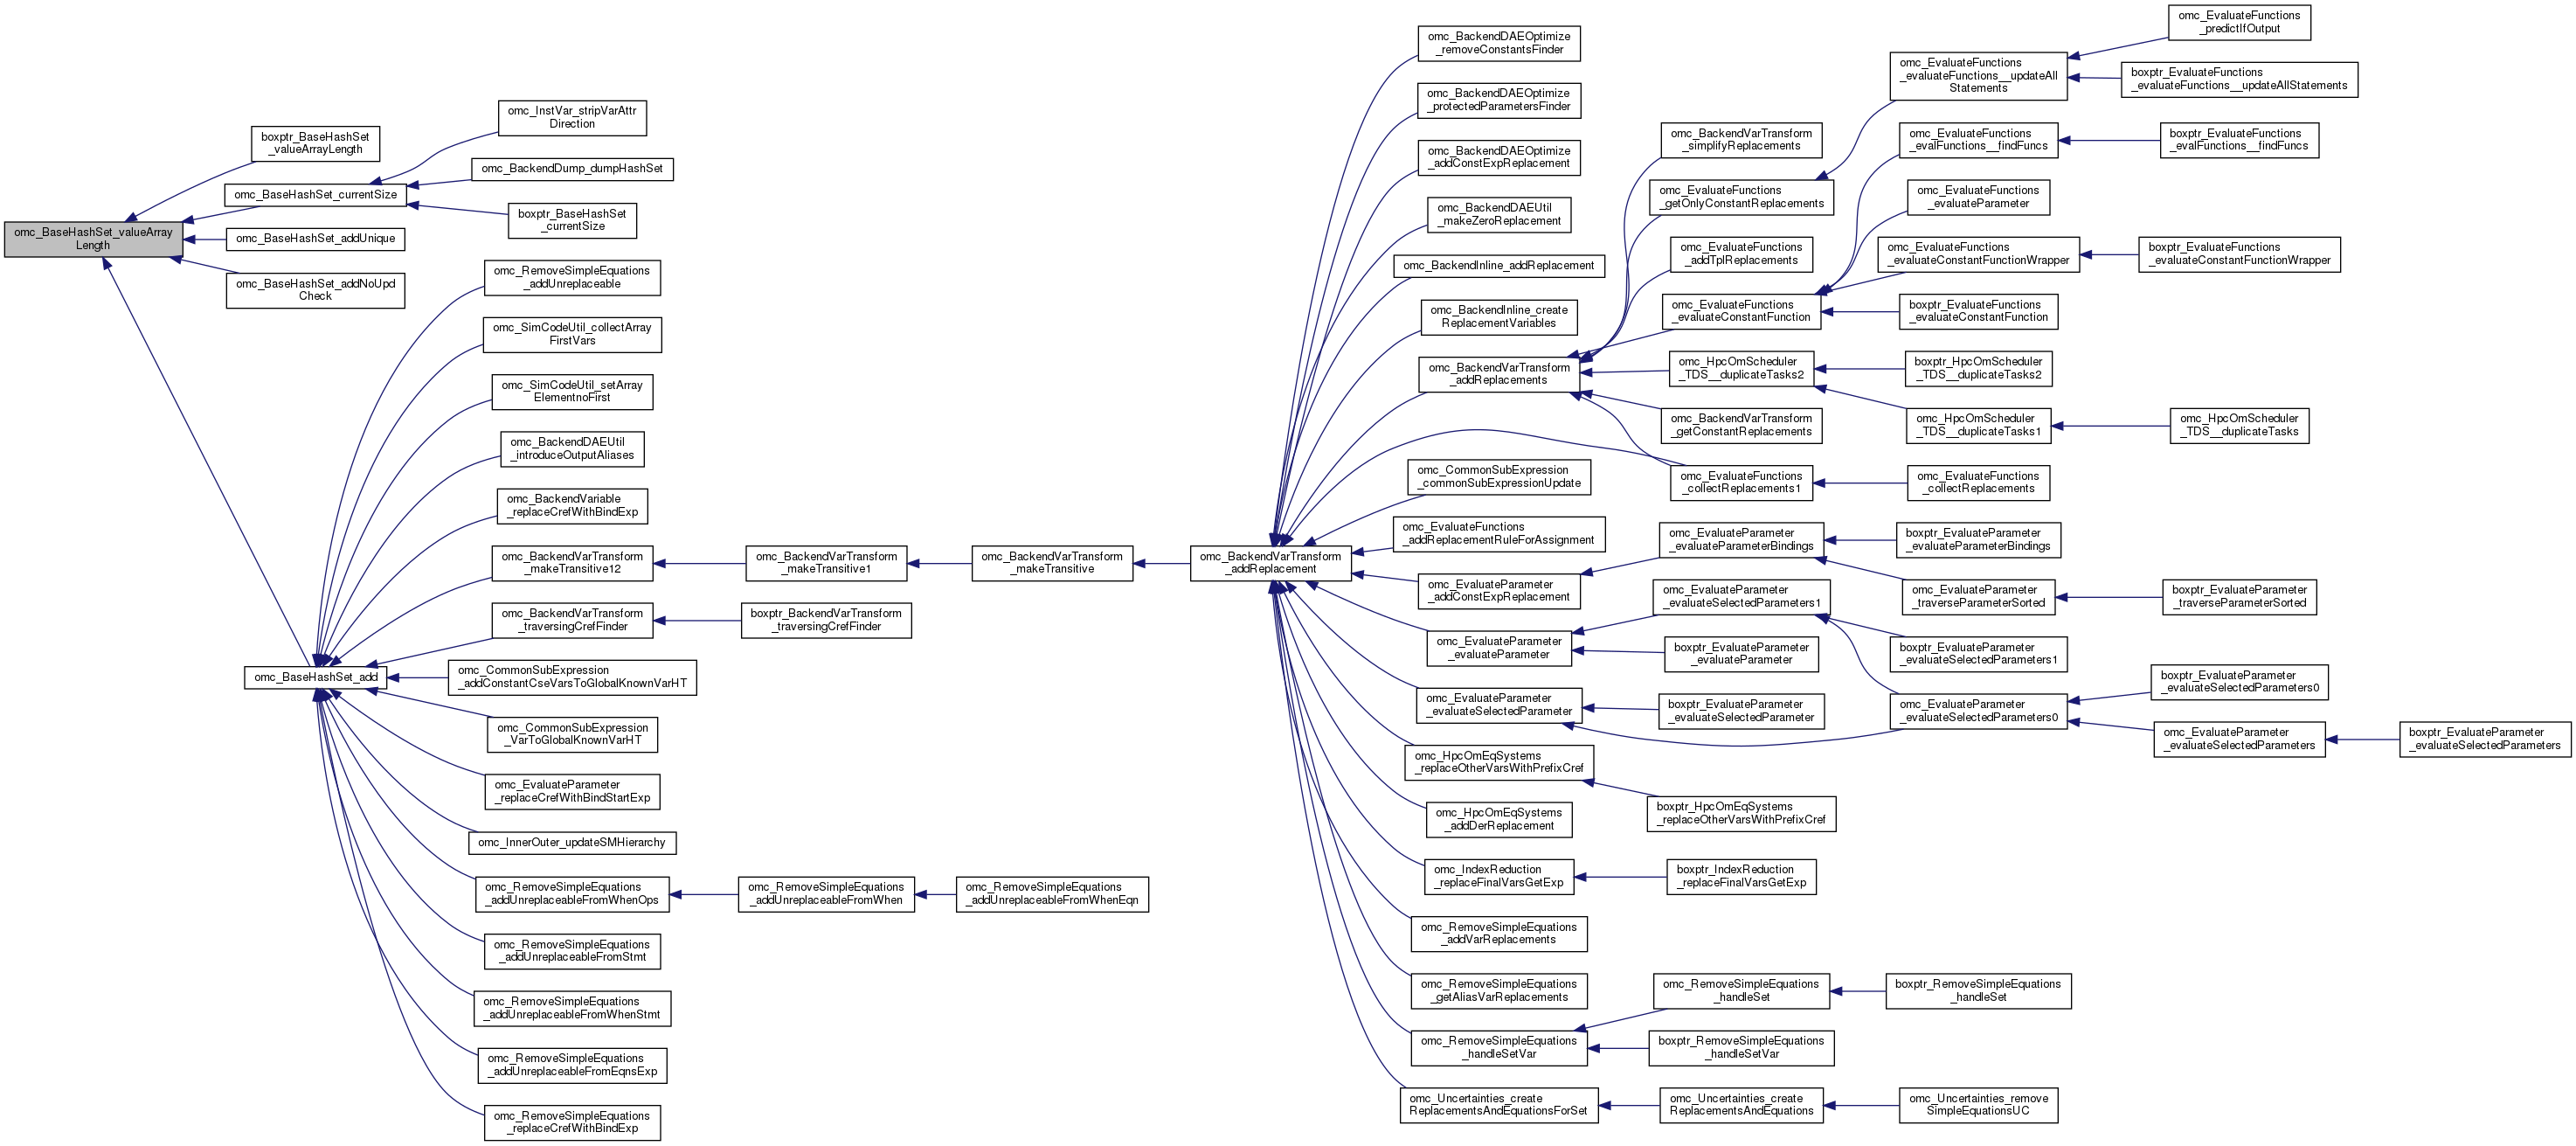 omc_BaseHashSet_valueArray
Length
boxptr_BaseHashSet
_valueArrayLength
omc_BaseHashSet_currentSize
omc_BaseHashSet_addUnique
omc_BaseHashSet_addNoUpd
Check
omc_BaseHashSet_add
omc_InstVar_stripVarAttr
Direction
omc_BackendDump_dumpHashSet
boxptr_BaseHashSet
_currentSize
omc_RemoveSimpleEquations
_addUnreplaceable
omc_SimCodeUtil_collectArray
FirstVars
omc_SimCodeUtil_setArray
ElementnoFirst
omc_BackendDAEUtil
_introduceOutputAliases
omc_BackendVariable
_replaceCrefWithBindExp
omc_BackendVarTransform
_makeTransitive12
omc_BackendVarTransform
_traversingCrefFinder
omc_CommonSubExpression
_addConstantCseVarsToGlobalKnownVarHT
omc_CommonSubExpression
_VarToGlobalKnownVarHT
omc_EvaluateParameter
_replaceCrefWithBindStartExp
omc_InnerOuter_updateSMHierarchy
omc_RemoveSimpleEquations
_addUnreplaceableFromWhenOps
omc_RemoveSimpleEquations
_addUnreplaceableFromStmt
omc_RemoveSimpleEquations
_addUnreplaceableFromWhenStmt
omc_RemoveSimpleEquations
_addUnreplaceableFromEqnsExp
omc_RemoveSimpleEquations
_replaceCrefWithBindExp
omc_BackendVarTransform
_makeTransitive1
boxptr_BackendVarTransform
_traversingCrefFinder
omc_RemoveSimpleEquations
_addUnreplaceableFromWhen
omc_BackendVarTransform
_makeTransitive
omc_RemoveSimpleEquations
_addUnreplaceableFromWhenEqn
omc_BackendVarTransform
_addReplacement
omc_BackendDAEOptimize
_removeConstantsFinder
omc_BackendDAEOptimize
_protectedParametersFinder
omc_BackendDAEOptimize
_addConstExpReplacement
omc_BackendDAEUtil
_makeZeroReplacement
omc_BackendInline_addReplacement
omc_BackendInline_create
ReplacementVariables
omc_BackendVarTransform
_addReplacements
omc_CommonSubExpression
_commonSubExpressionUpdate
omc_EvaluateFunctions
_addReplacementRuleForAssignment
omc_EvaluateParameter
_addConstExpReplacement
omc_EvaluateParameter
_evaluateParameter
omc_EvaluateParameter
_evaluateSelectedParameter
omc_HpcOmEqSystems
_replaceOtherVarsWithPrefixCref
omc_HpcOmEqSystems
_addDerReplacement
omc_IndexReduction
_replaceFinalVarsGetExp
omc_RemoveSimpleEquations
_addVarReplacements
omc_RemoveSimpleEquations
_getAliasVarReplacements
omc_RemoveSimpleEquations
_handleSetVar
omc_Uncertainties_create
ReplacementsAndEquationsForSet
omc_BackendVarTransform
_simplifyReplacements
omc_EvaluateFunctions
_getOnlyConstantReplacements
omc_EvaluateFunctions
_addTplReplacements
omc_EvaluateFunctions
_evaluateConstantFunction
omc_HpcOmScheduler
_TDS__duplicateTasks2
omc_BackendVarTransform
_getConstantReplacements
omc_EvaluateFunctions
_collectReplacements1
omc_EvaluateParameter
_evaluateParameterBindings
omc_EvaluateParameter
_evaluateSelectedParameters1
boxptr_EvaluateParameter
_evaluateParameter
boxptr_EvaluateParameter
_evaluateSelectedParameter
boxptr_HpcOmEqSystems
_replaceOtherVarsWithPrefixCref
boxptr_IndexReduction
_replaceFinalVarsGetExp
omc_RemoveSimpleEquations
_handleSet
boxptr_RemoveSimpleEquations
_handleSetVar
omc_Uncertainties_create
ReplacementsAndEquations
omc_EvaluateFunctions
_evaluateFunctions__updateAll
Statements
omc_EvaluateFunctions
_evalFunctions__findFuncs
omc_EvaluateFunctions
_evaluateParameter
omc_EvaluateFunctions
_evaluateConstantFunctionWrapper
boxptr_EvaluateFunctions
_evaluateConstantFunction
boxptr_HpcOmScheduler
_TDS__duplicateTasks2
omc_HpcOmScheduler
_TDS__duplicateTasks1
omc_EvaluateFunctions
_collectReplacements
boxptr_EvaluateParameter
_evaluateParameterBindings
omc_EvaluateParameter
_traverseParameterSorted
boxptr_EvaluateParameter
_evaluateSelectedParameters1
omc_EvaluateParameter
_evaluateSelectedParameters0
boxptr_RemoveSimpleEquations
_handleSet
omc_Uncertainties_remove
SimpleEquationsUC
omc_EvaluateFunctions
_predictIfOutput
boxptr_EvaluateFunctions
_evaluateFunctions__updateAllStatements
boxptr_EvaluateFunctions
_evalFunctions__findFuncs
boxptr_EvaluateFunctions
_evaluateConstantFunctionWrapper
omc_HpcOmScheduler
_TDS__duplicateTasks
boxptr_EvaluateParameter
_traverseParameterSorted
boxptr_EvaluateParameter
_evaluateSelectedParameters0
omc_EvaluateParameter
_evaluateSelectedParameters
boxptr_EvaluateParameter
_evaluateSelectedParameters